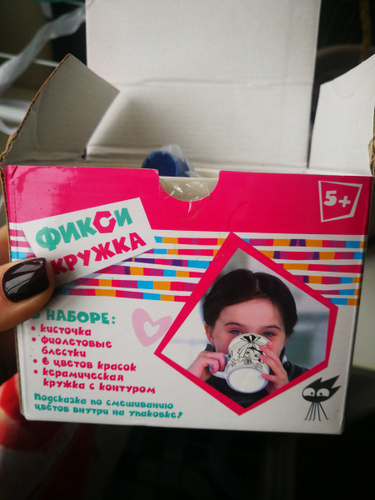 5+
ФИКСИ
КРУЖКА
В НАБОРЕ:
• кисточка
• фиолетовые
блестки
• 6 цветов красок
• керамическая
кружка с контуром
Подсказка по смешиванию
цветов внутри на упаковке!